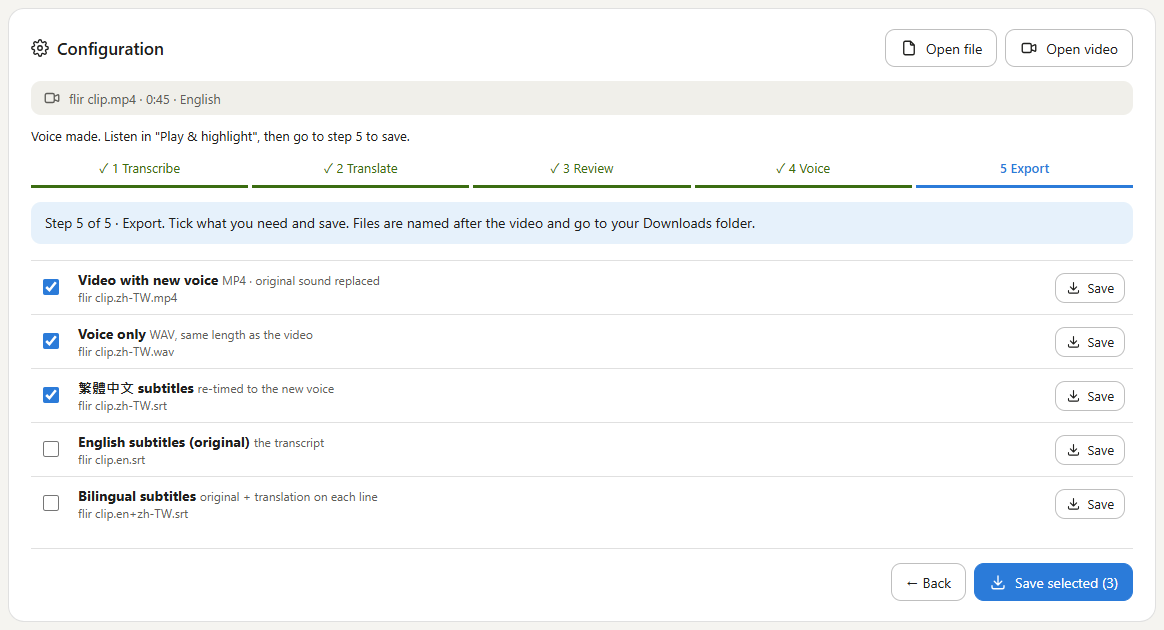 Configuration
Open file
Open video
flir clip.mp4 · 0:45 · English
Voice made. Listen in "Play & highlight", then go to step 5 to save.
✓ 1 Transcribe
✓ 2 Translate
✓ 3 Review
✓ 4 Voice
5 Export
Step 5 of 5 · Export. Tick what you need and save. Files are named after the video and go to your Downloads folder.
Video with new voice MP4 · original sound replaced
flir clip.zh-TW.mp4
Save
Voice only WAV, same length as the video
flir clip.zh-TW.wav
Save
繁體中文 subtitles re-timed to the new voice
flir clip.zh-TW.srt
Save
English subtitles (original) the transcript
flir clip.en.srt
Save
Bilingual subtitles original + translation on each line
flir clip.en+zh-TW.srt
Save
← Back
Save selected (3)